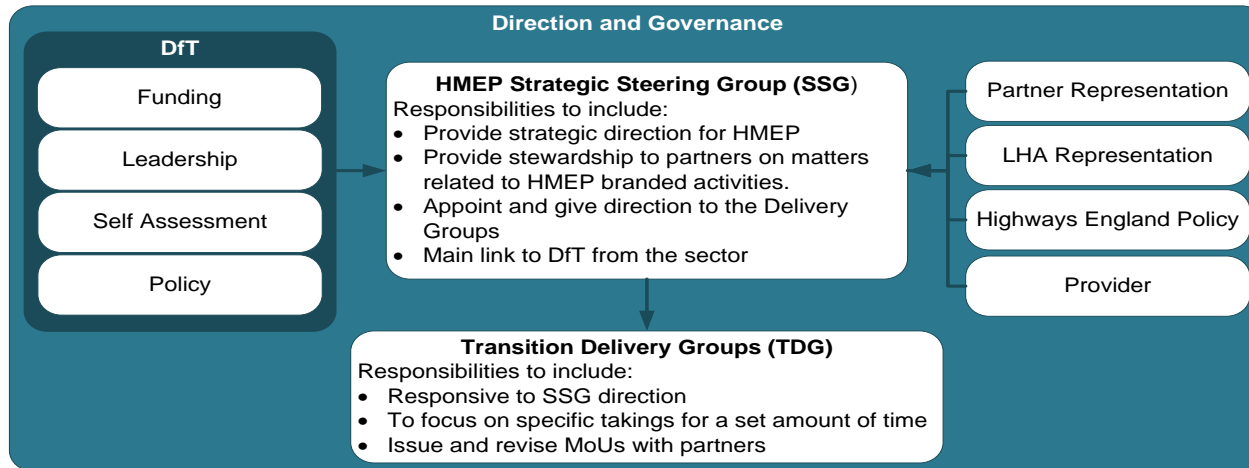 Direction and Governance
DfT
Funding
Leadership
Self Assessment
Policy
HMEP Strategic Steering Group (SSG)
Responsibilities to include:
• Provide strategic direction for HMEP
• Provide stewardship to partners on matters
related to HMEP branded activities.
• Appoint and give direction to the Delivery
Groups
• Main link to DfT from the sector
Partner Representation
LHA Representation
Highways England Policy
Provider
Transition Delivery Groups (TDG)
Responsibilities to include:
• Responsive to SSG direction
• To focus on specific takings for a set amount of time
• Issue and revise MoUs with partners